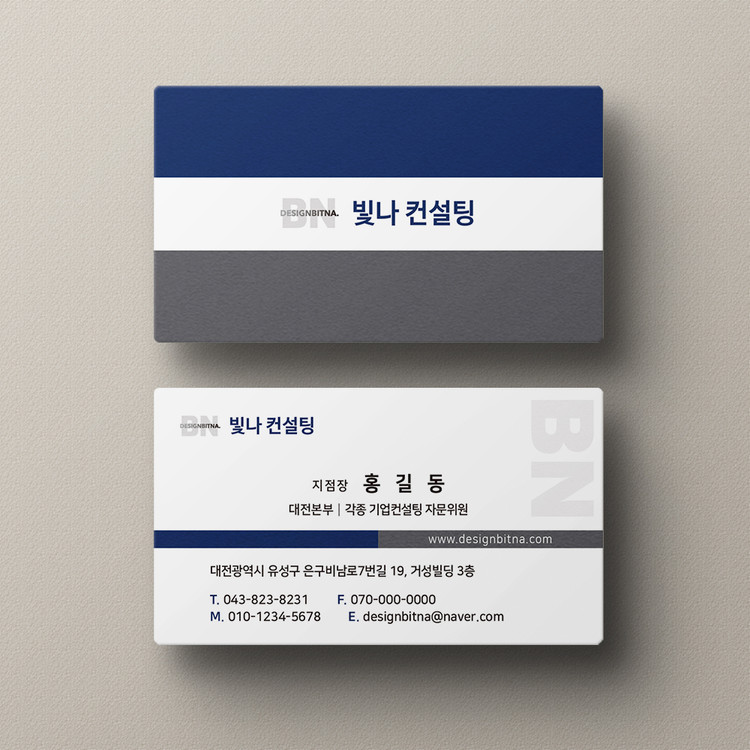 BN
DESIGNBITNA.
빛나 컨설팅
BN
DESIGNBITNA.
빛나 컨설팅
BN
지점장 홍 길 동
대전본부 | 각종 기업컨설팅 자문위원
www.designbitna.com
대전광역시 유성구 은구비남로7번길 19, 거성빌딩 3층
T. 043-823-8231 F. 070-000-0000
M. 010-1234-5678 E. designbitna@naver.com